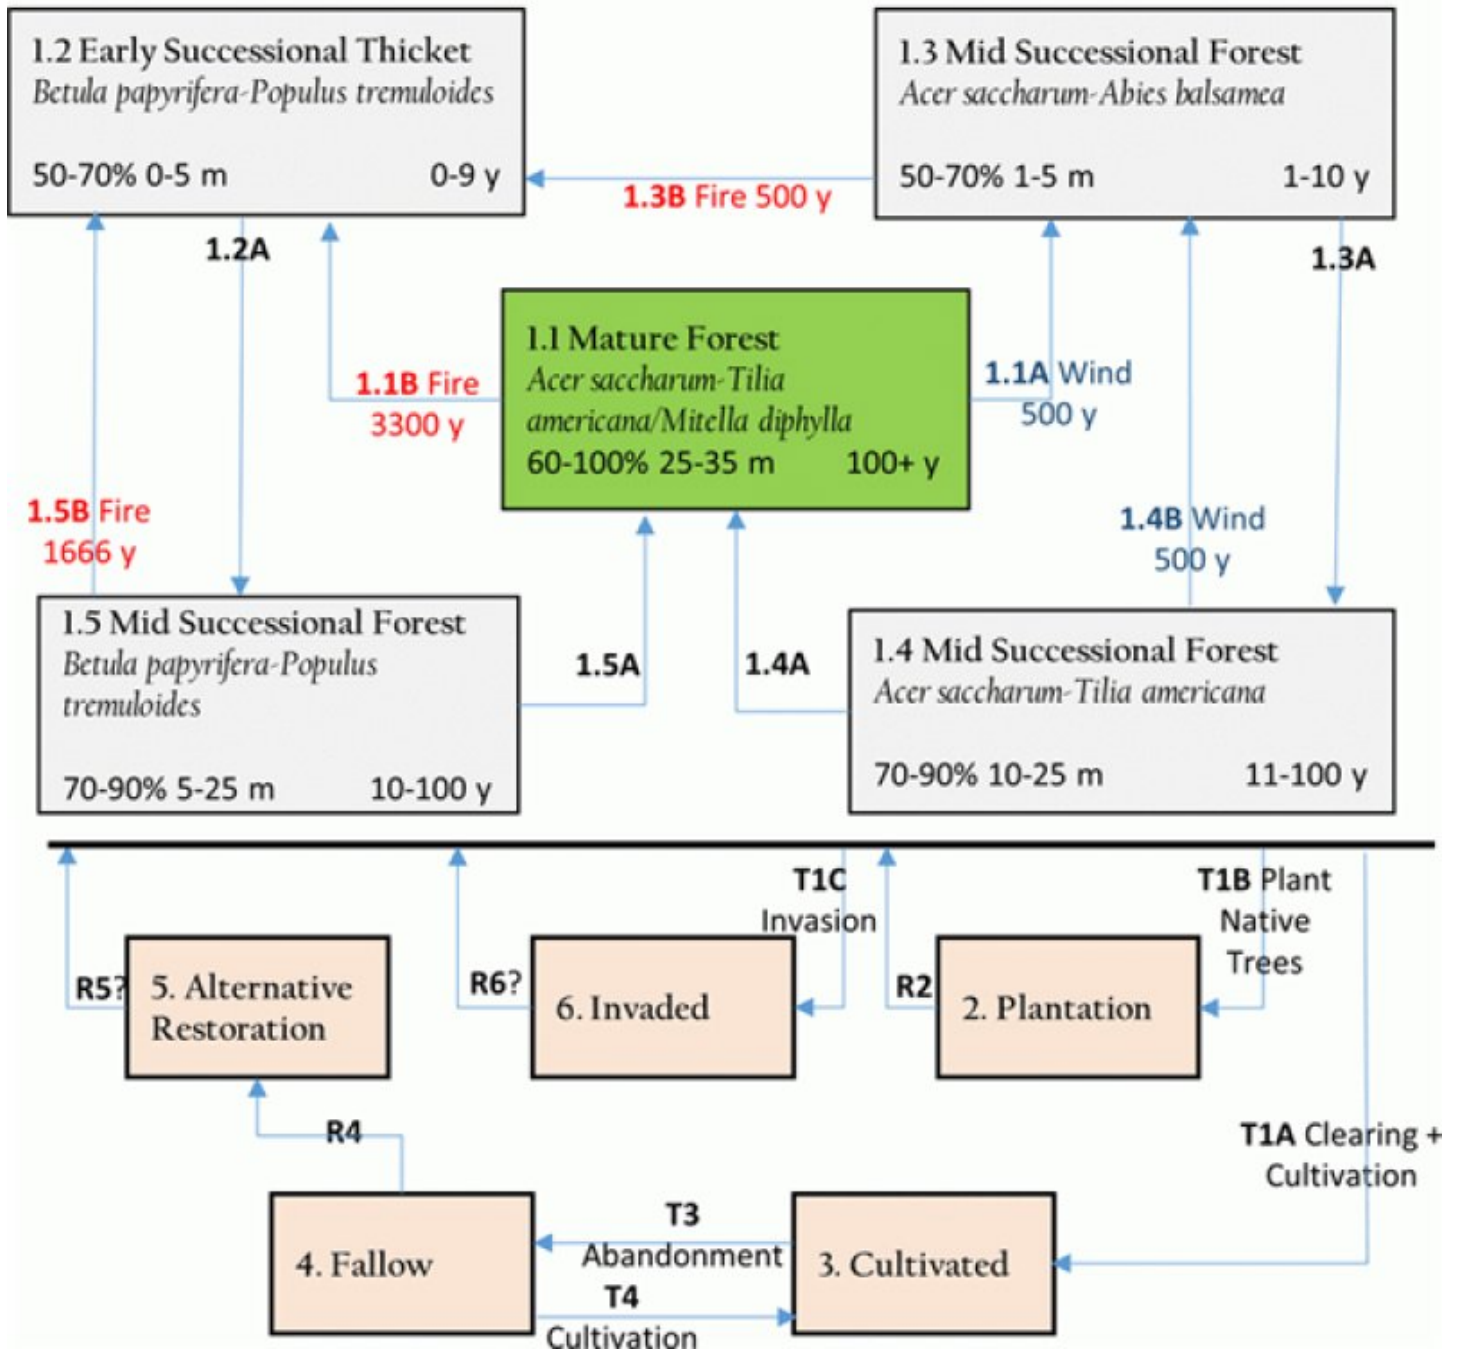 1.2 Early Successional Thicket
Betula papyrifera-Populus tremuloides
50-70% 0-5 m 0-9 y
1.3 Mid Successional Forest
Acer saccharum-Abies balsamea
50-70% 1-5 m 1-10 y
1.3B Fire 500 y
1.2A
1.3A
1.1 Mature Forest
Acer saccharum-Tilia
americana/Mitella diphylla
60-100% 25-35 m 100+ y
1.1B Fire
3300 y
1.1A Wind
500 y
1.5B Fire
1666 y
1.4B Wind
500 y
1.5 Mid Successional Forest
Betula papyrifera-Populus
tremuloides
70-90% 5-25 m 10-100 y
1.5A
1.4A
1.4 Mid Successional Forest
Acer saccharum-Tilia americana
70-90% 10-25 m 11-100 y
T1C
Invasion
T1B Plant
Native
Trees
R5?
5. Alternative
Restoration
R6?
6. Invaded
R2
2. Plantation
R4
T1A Clearing +
Cultivation
4. Fallow
T3
Abandonment
T4
Cultivation
3. Cultivated